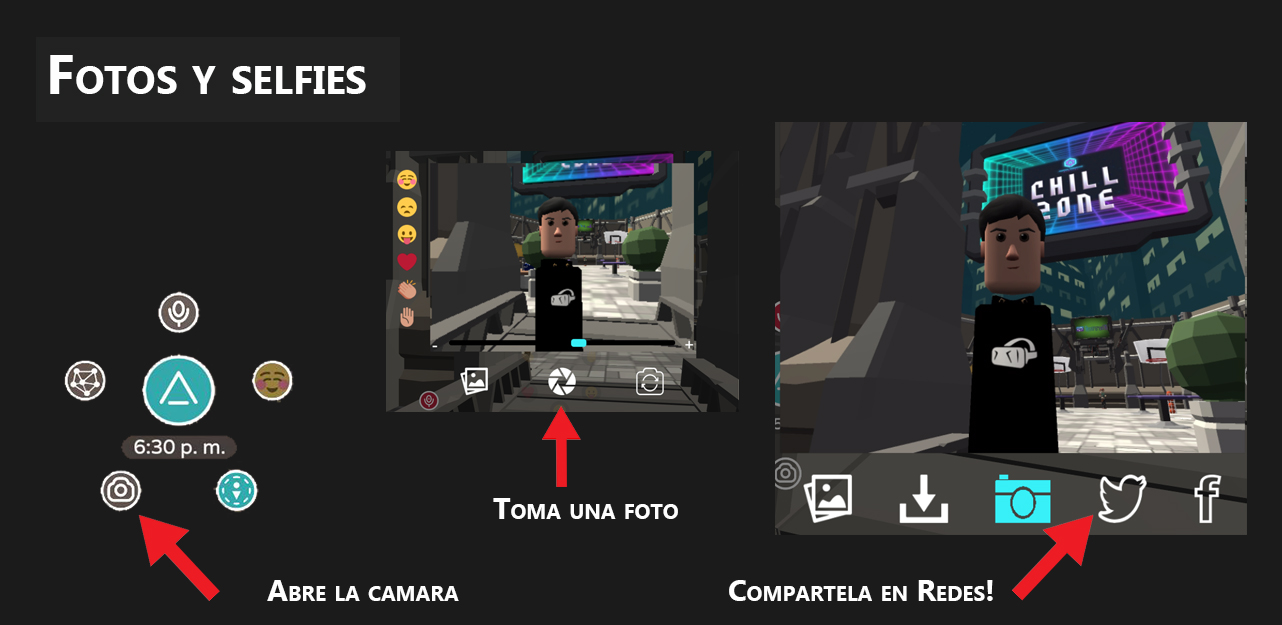 Fotos y selfies
CHILL
ZONE
6:30 p. m.
-
+
Toma una foto
Abre la camara
Compartela en Redes!